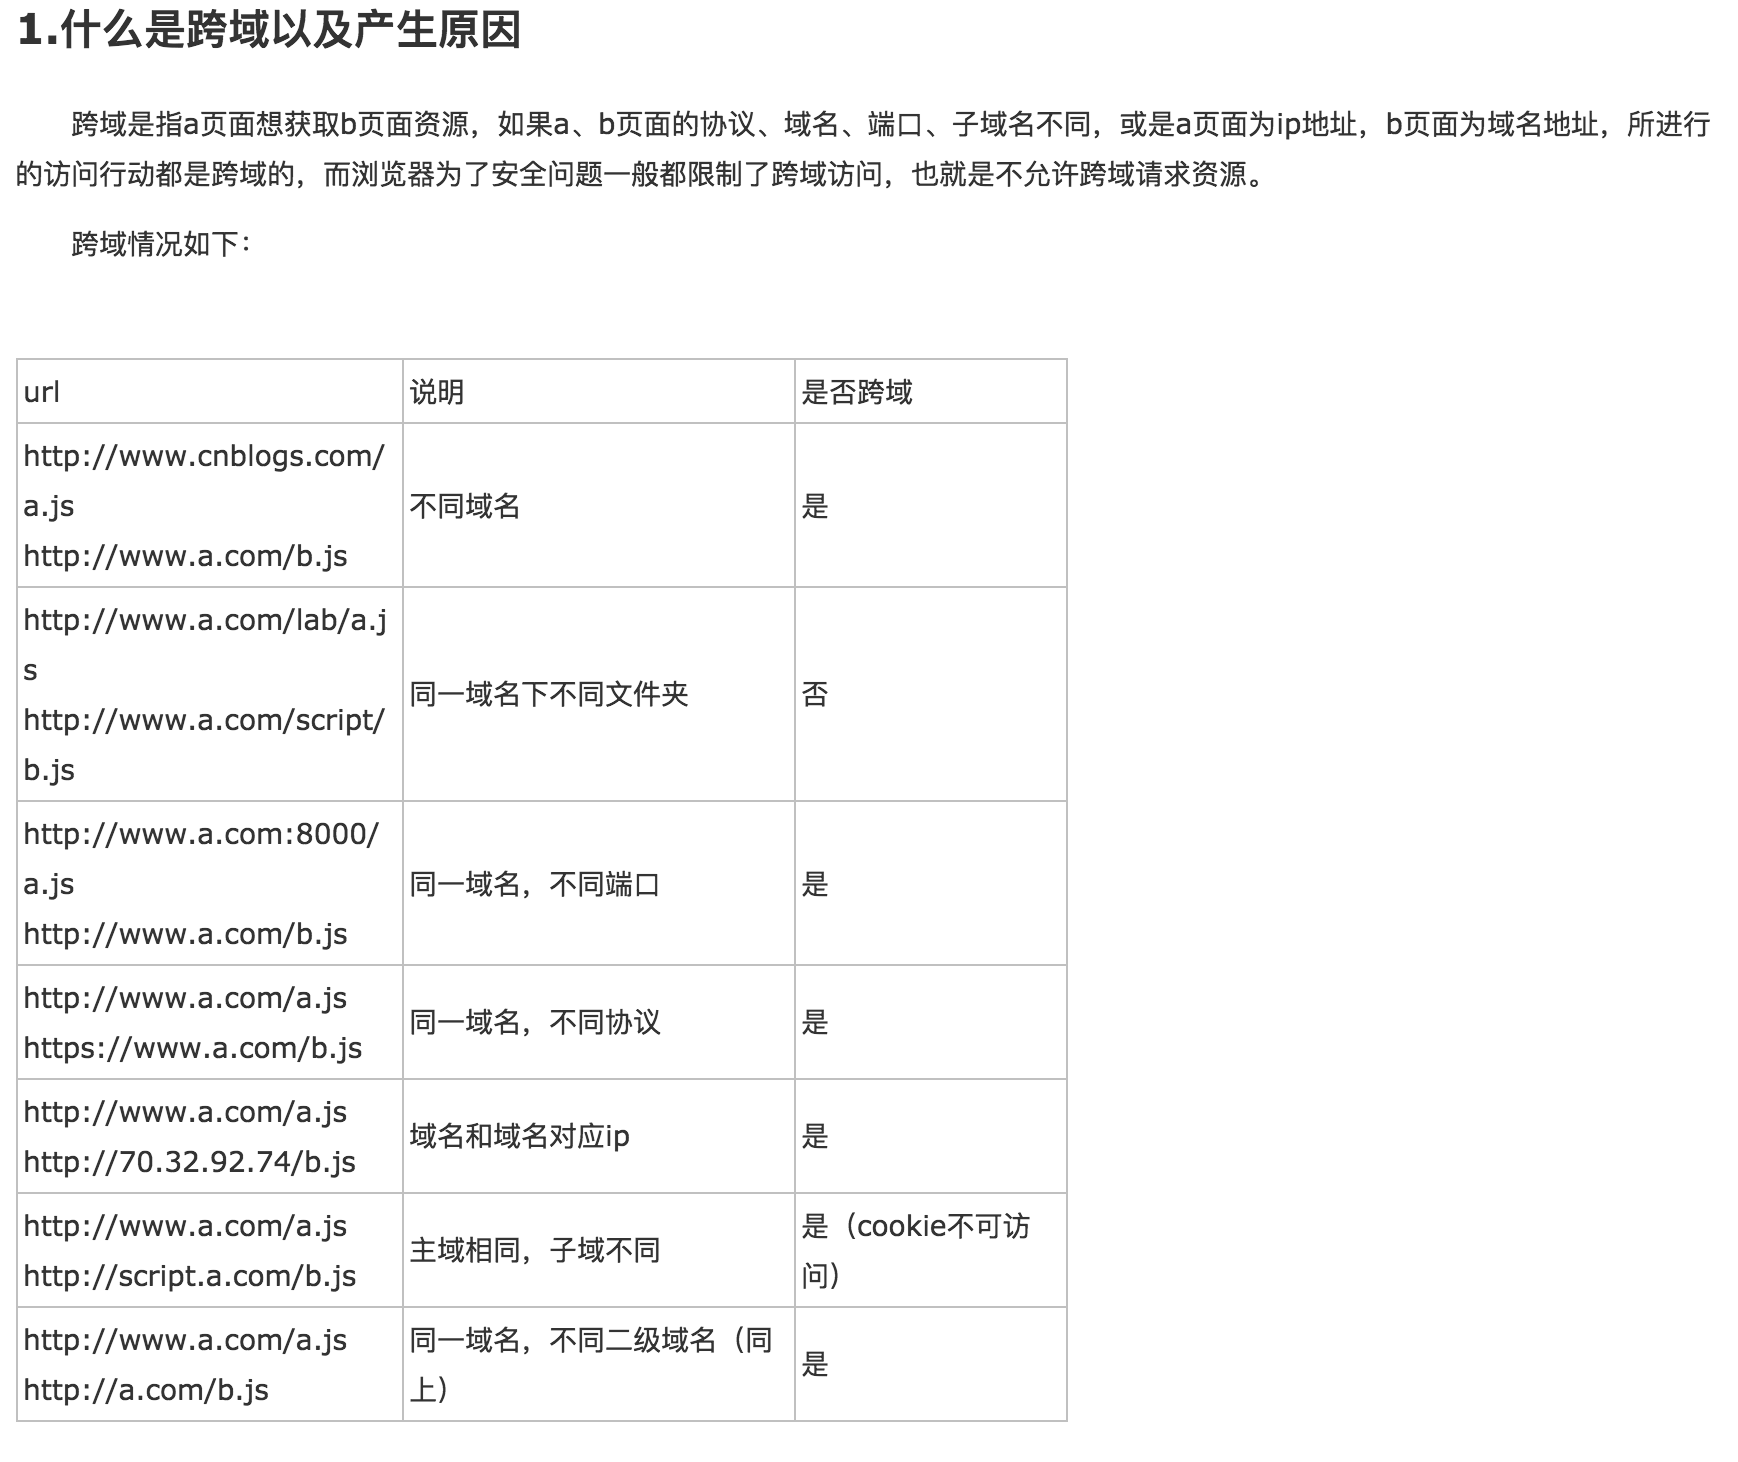 1.什么是跨域以及产生原因
跨域是指a页面想获取b页面资源，如果a、b页面的协议、域名、端口、子域名不同，或是a页面为ip地址，b页面为域名地址，所进行
的访问行动都是跨域的，而浏览器为了安全问题一般都限制了跨域访问，也就是不允许跨域请求资源。
跨域情况如下：
url
说明
是否跨域
http://www.cnblogs.com/
a.js
http://www.a.com/b.js
不同域名
是
http://www.a.com/lab/a.j
s
http://www.a.com/script/
b.js
同一域名下不同文件夹
否
http://www.a.com:8000/
a.js
http://www.a.com/b.js
同一域名，不同端口
是
http://www.a.com/a.js
https://www.a.com/b.js
同一域名，不同协议
是
http://www.a.com/a.js
http://70.32.92.74/b.js
域名和域名对应ip
是
http://www.a.com/a.js
http://script.a.com/b.js
主域相同，子域不同
是（cookie不可访
问）
http://www.a.com/a.js
http://a.com/b.js
同一域名，不同二级域名（同
上）
是